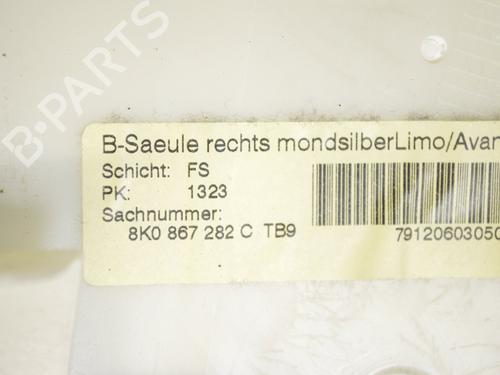 B-PARTS
B-Saeule rechts mondsilberLimo/Avan
Schicht: FS
PK: 1323
Sachnummer:
8K0 867 282 C TB9
79120603050